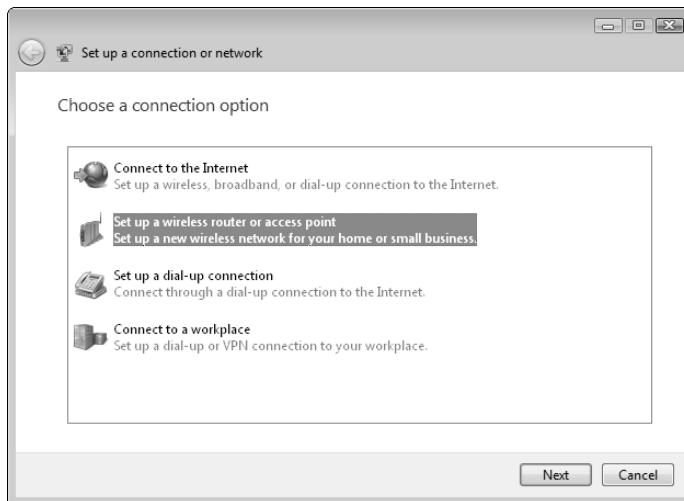 Set up a connection or network
Choose a connection option
Connect to the Internet
Set up a wireless, broadband, or dial-up connection to the Internet.
Set up a wireless router or access point
Set up a new wireless network for your home or small business.
Set up a dial-up connection
Connect through a dial-up connection to the Internet.
Connect to a workplace
Set up a dial-up or VPN connection to your workplace.
Next Cancel